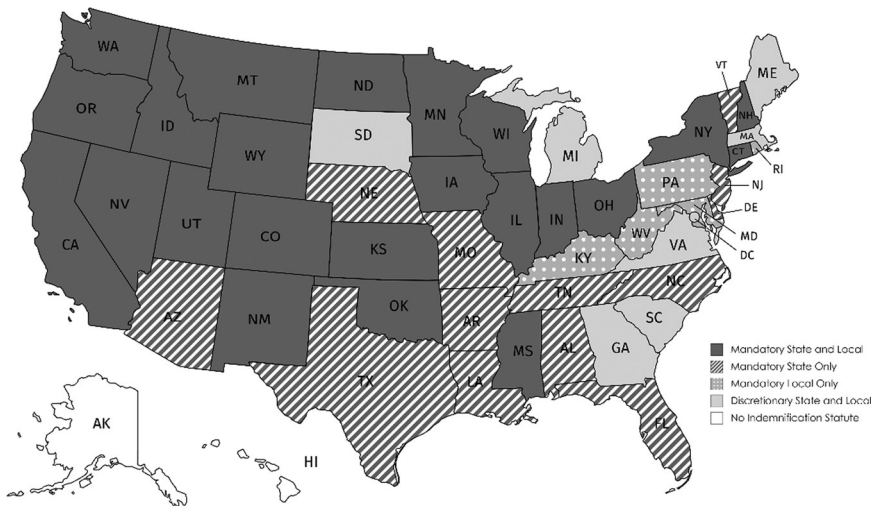 WA
MT
ND
MN
VT
ME
OR
ID
SD
WI
NY
NH
MA
WY
MI
CT
RI
IA
NE
PA
NJ
NV
UT
CO
IL
IN
OH
DE
MD
DC
CA
KS
MO
WV
VA
KY
AZ
NM
OK
AR
TN
NC
SC
MS
AL
GA
TX
LA
FL
AK
HI
Mandatory State and Local
Mandatory State Only
Mandatory Local Only
Discretionary State and Local
No Indemnification Statute